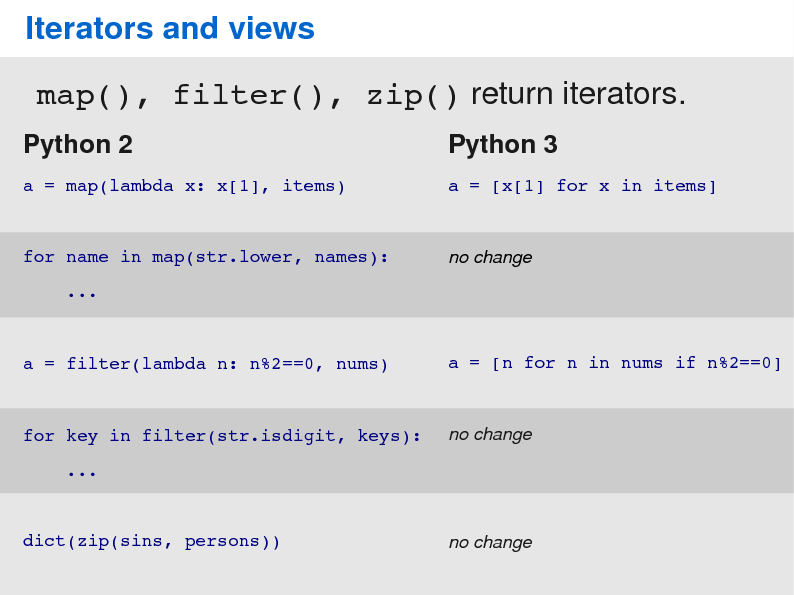 Iterators and views
map(), filter(), zip() return iterators.
Python 2 Python 3
a = map(lambda x: x[1], items) a = [x[1] for x in items]
for name in map(str.lower, names): no change
...
a = filter(lambda n: n%2==0, nums) a = [n for n in nums if n%2==0]
for key in filter(str.isdigit, keys): no change
...
dict(zip(sins, persons)) no change